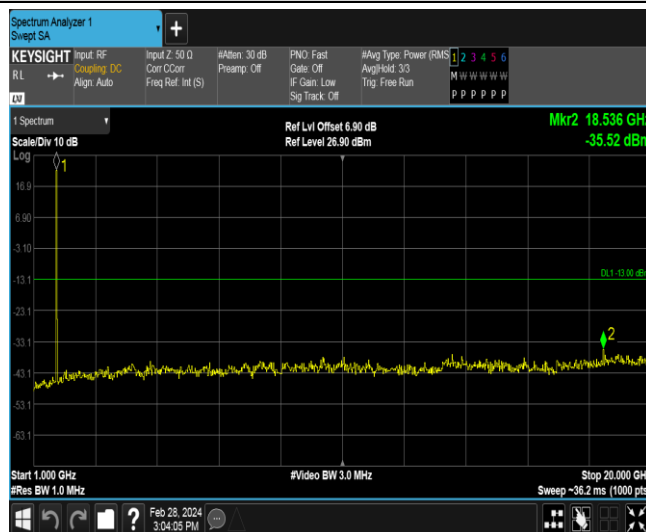 Spectrum Analyzer 1
Swept SA
+
KEYSIGHT Input: RF Input Z: 50 Ω #Atten: 30 dB PNO: Fast #Avg Type: Power (RMS 1 2 3 4 5 6
RL Coupling: DC Corr CCorr Preamp: Off Gate: Off Avg|Hold: 3/3 M W W W W W
Align: Auto Freq Ref: Int (S) IF Gain: Low Trig: Free Run
Sig Track: Off P P P P P P
LXI
1 Spectrum Ref Lvl Offset 6.90 dB Mkr2 18.536 GHz
Scale/Div 10 dB Ref Level 26.90 dBm -35.52 dBm
Log
1
16.9
6.90
-3.10
-13.1 DL1 -13.00 dBm
-23.1
-33.1 2
-43.1
-53.1
-63.1
Start 1.000 GHz #Video BW 3.0 MHz Stop 20.000 GH
#Res BW 1.0 MHz Sweep ~36.2 ms (1000 pts
? Feb 28, 2024
3:04:05 PM